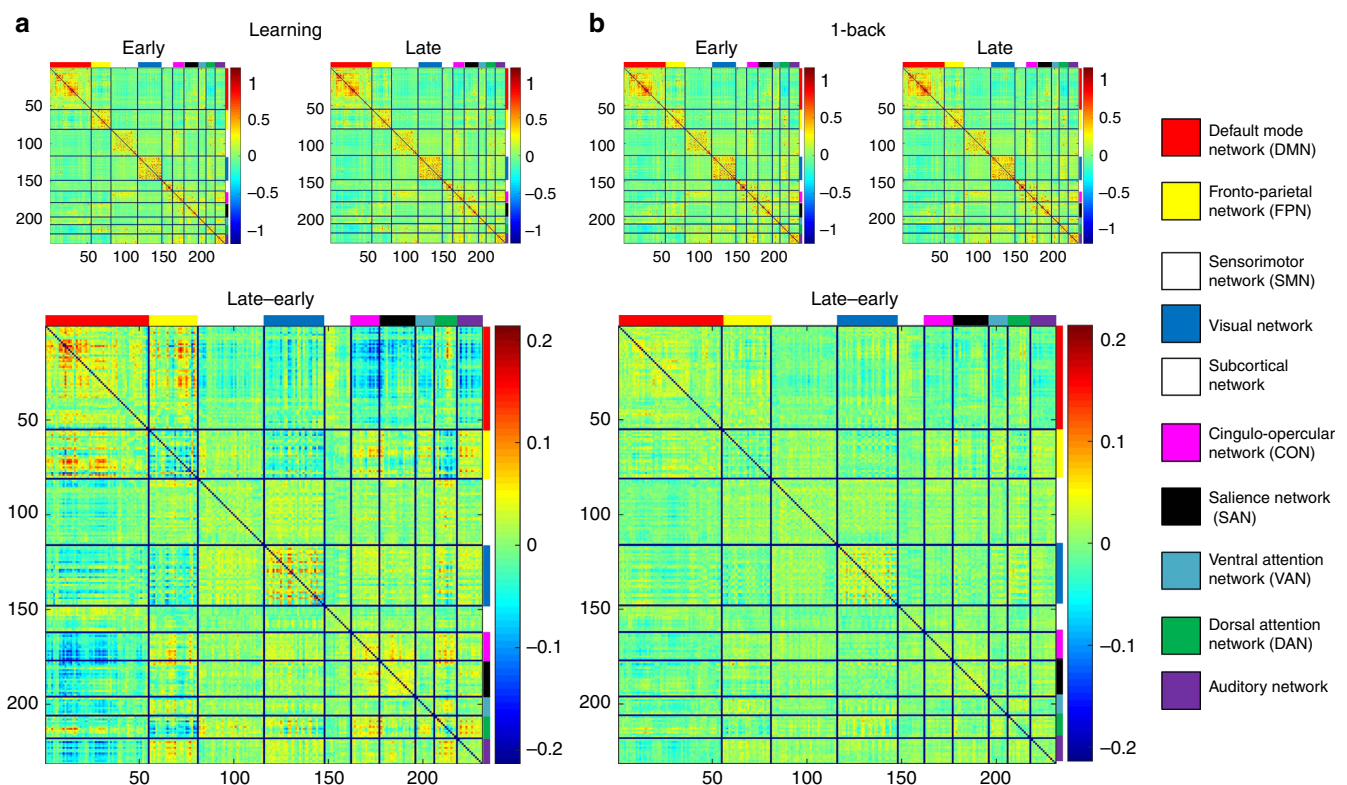 a
Learning
Early
Late
50
100
150
200
50 100 150 200
1
0.5
0
−0.5
−1
50
100
150
200
50 100 150 200
1
0.5
0
−0.5
−1
Late–early
50
100
150
200
50 100 150 200
0.2
0.1
0
−0.1
−0.2
b
1-back
Early
Late
50
100
150
200
50 100 150 200
1
0.5
0
−0.5
−1
50
100
150
200
50 100 150 200
1
0.5
0
−0.5
−1
Late–early
50
100
150
200
50 100 150 200
0.2
0.1
0
−0.1
−0.2
Default mode
network (DMN)
Fronto-parietal
network (FPN)
Sensorimotor
network (SMN)
Visual network
Subcortical
network
Cingulo-opercular
network (CON)
Salience network
(SAN)
Ventral attention
network (VAN)
Dorsal attention
network (DAN)
Auditory network